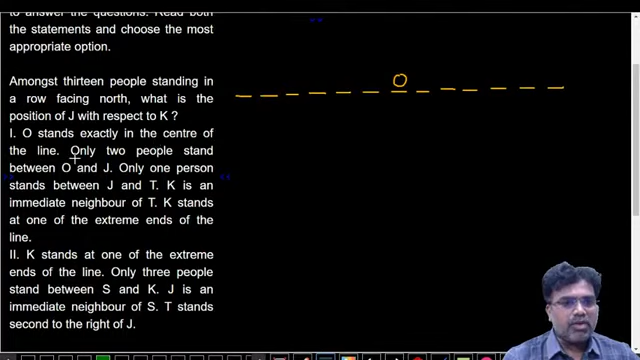 to answer the questions. Read both
the statements and choose the most
appropriate option.
Amongst thirteen people standing in
a row facing north, what is the
position of J with respect to K ?
I. O stands exactly in the centre of
the line. Only two people stand
between O and J. Only one person
stands between J and T. K is an
immediate neighbour of T. K stands
at one of the extreme ends of the
line.
II. K stands at one of the extreme
ends of the line. Only three people
stand between S and K. J is an
immediate neighbour of S. T stands
second to the right of J.
O